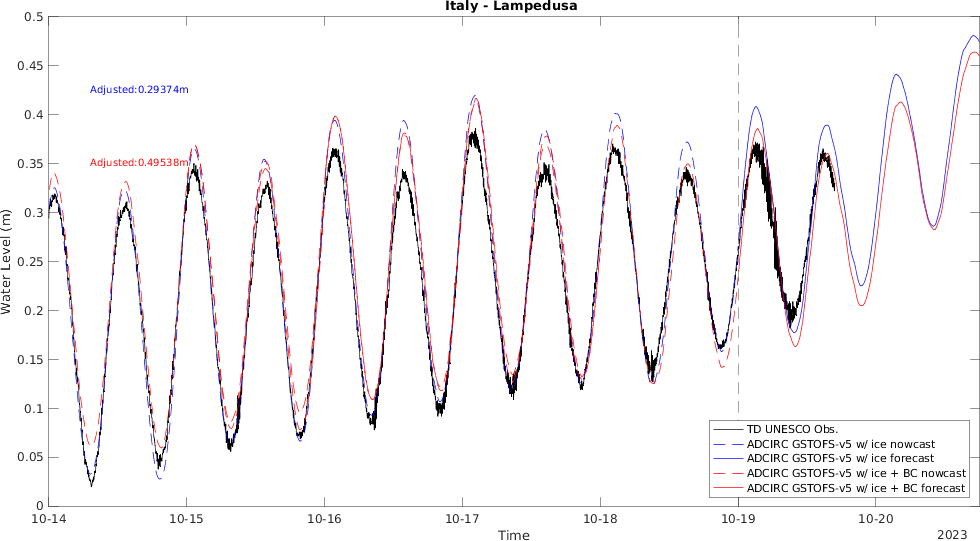 Italy - Lampedusa
0.5
0.45
0.4
0.35
0.3
0.25
0.2
0.15
0.1
0.05
0
Water Level (m)
Adjusted:0.29374m
Adjusted:0.49538m
TD UNESCO Obs.
ADCIRC GSTOFS-v5 w/ ice nowcast
ADCIRC GSTOFS-v5 w/ ice forecast
ADCIRC GSTOFS-v5 w/ ice + BC nowcast
ADCIRC GSTOFS-v5 w/ ice + BC forecast
10-14 10-15 10-16 10-17 10-18 10-19 10-20
Time
2023